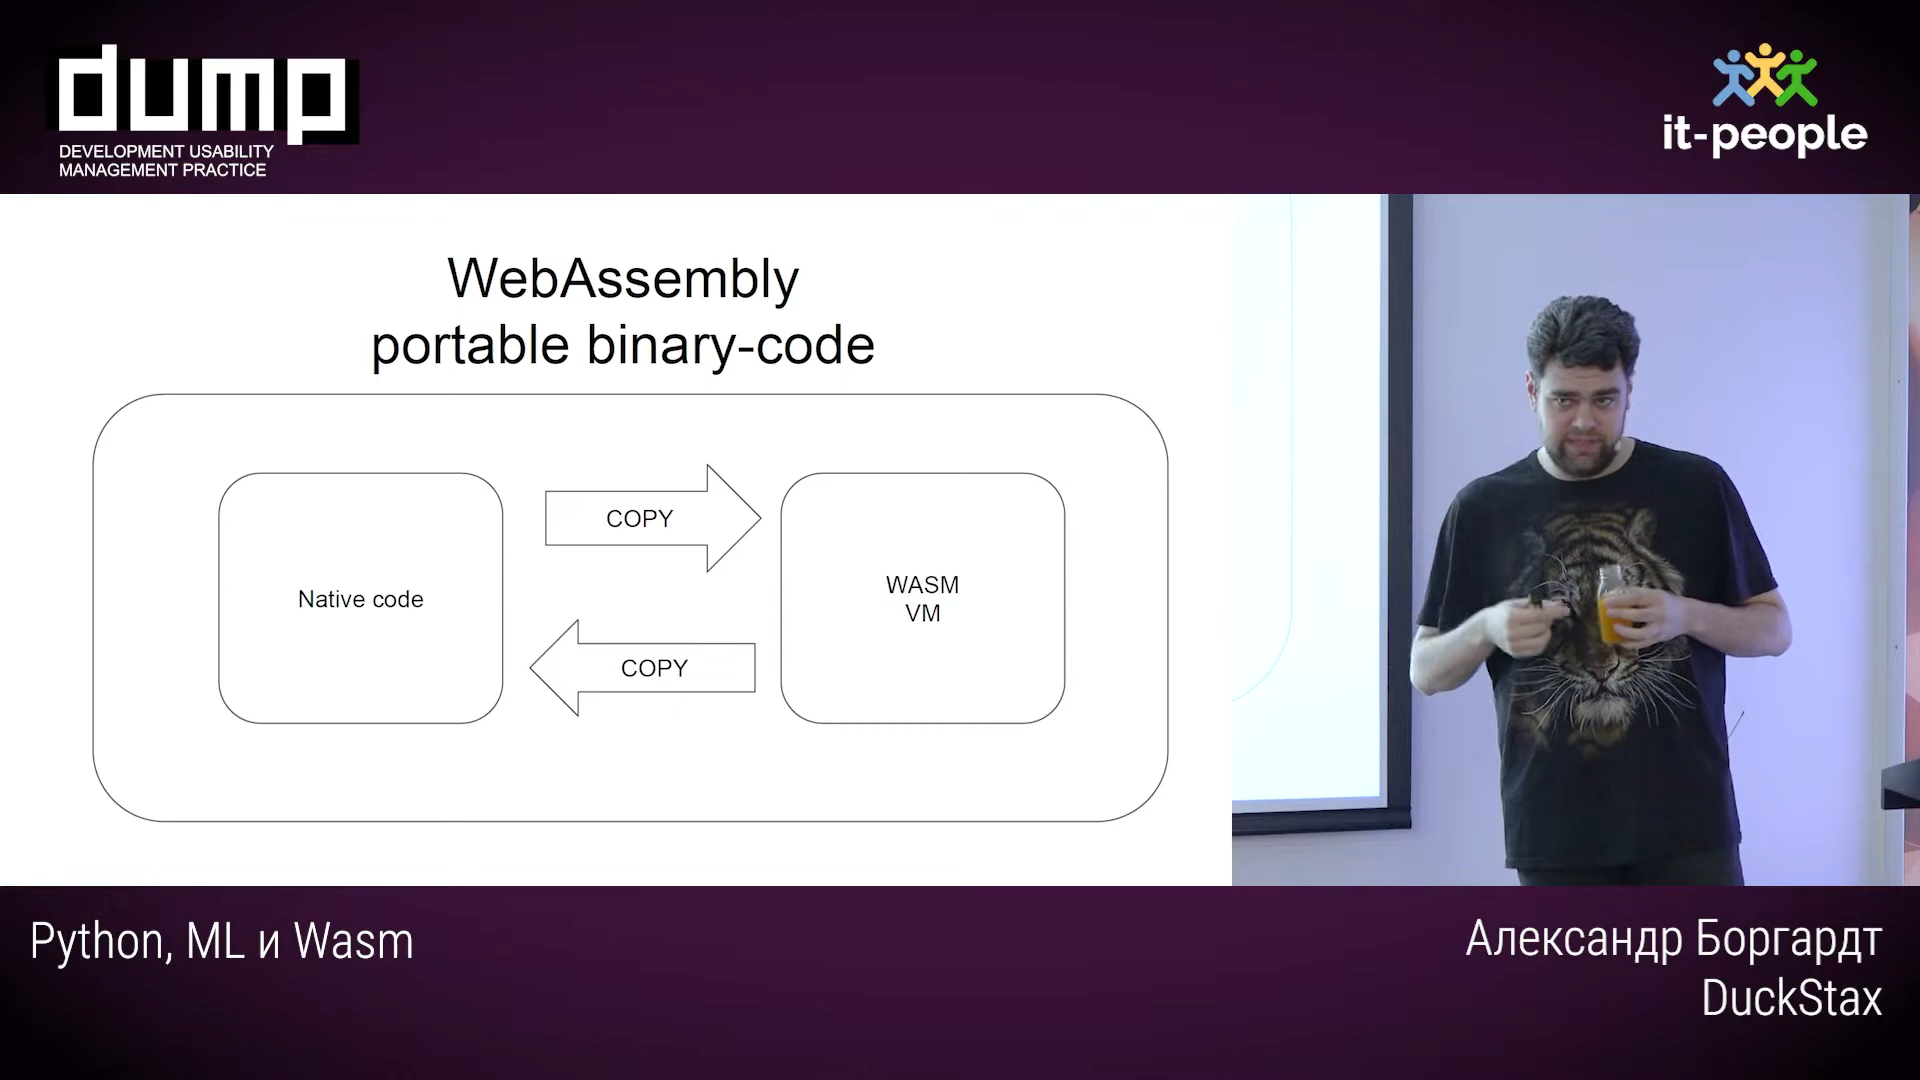 dump
DEVELOPMENT USABILITY
MANAGEMENT PRACTICE
it-people
WebAssembly
portable binary-code
COPY
Native code
WASM
VM
COPY
Python, ML и Wasm
Александр Боргардт
DuckStax